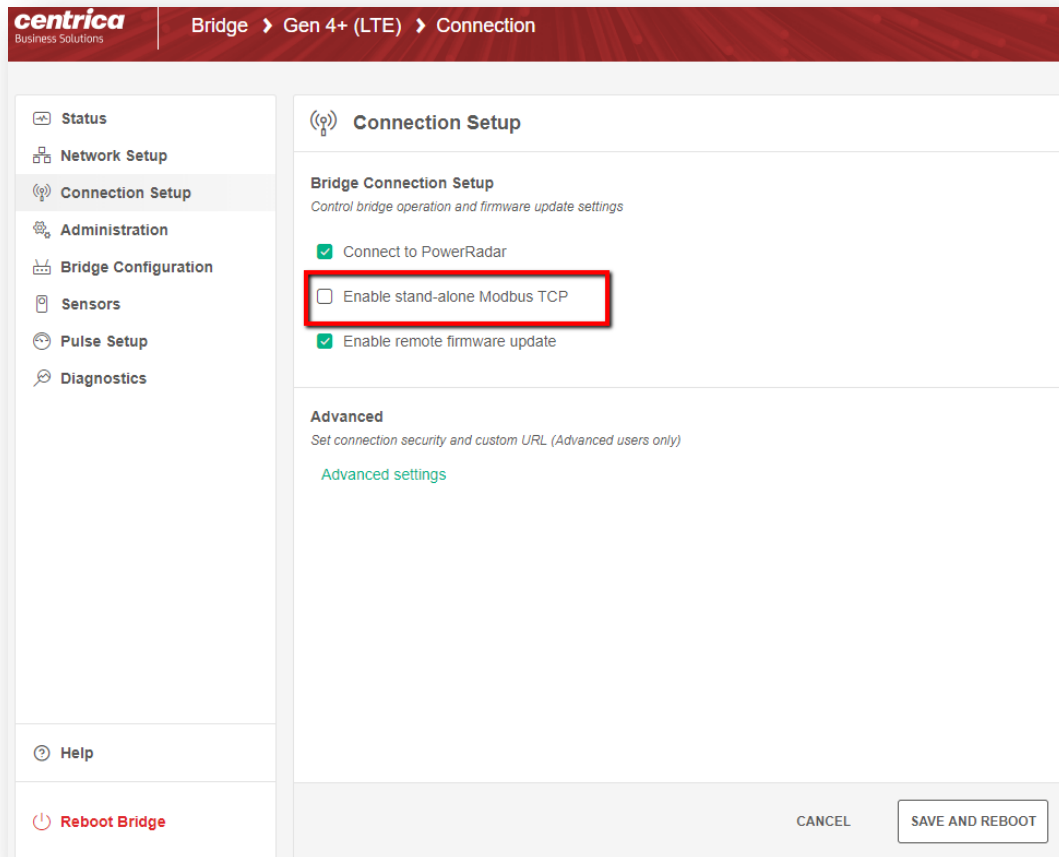 centrica
Business Solutions
Bridge > Gen 4+ (LTE) > Connection
Status
Network Setup
Connection Setup
Administration
Bridge Configuration
Sensors
Pulse Setup
Diagnostics
Help
Reboot Bridge
Connection Setup
Bridge Connection Setup
Control bridge operation and firmware update settings
Connect to PowerRadar
Enable stand-alone Modbus TCP
Enable remote firmware update
Advanced
Set connection security and custom URL (Advanced users only)
Advanced settings
CANCEL
SAVE AND REBOOT